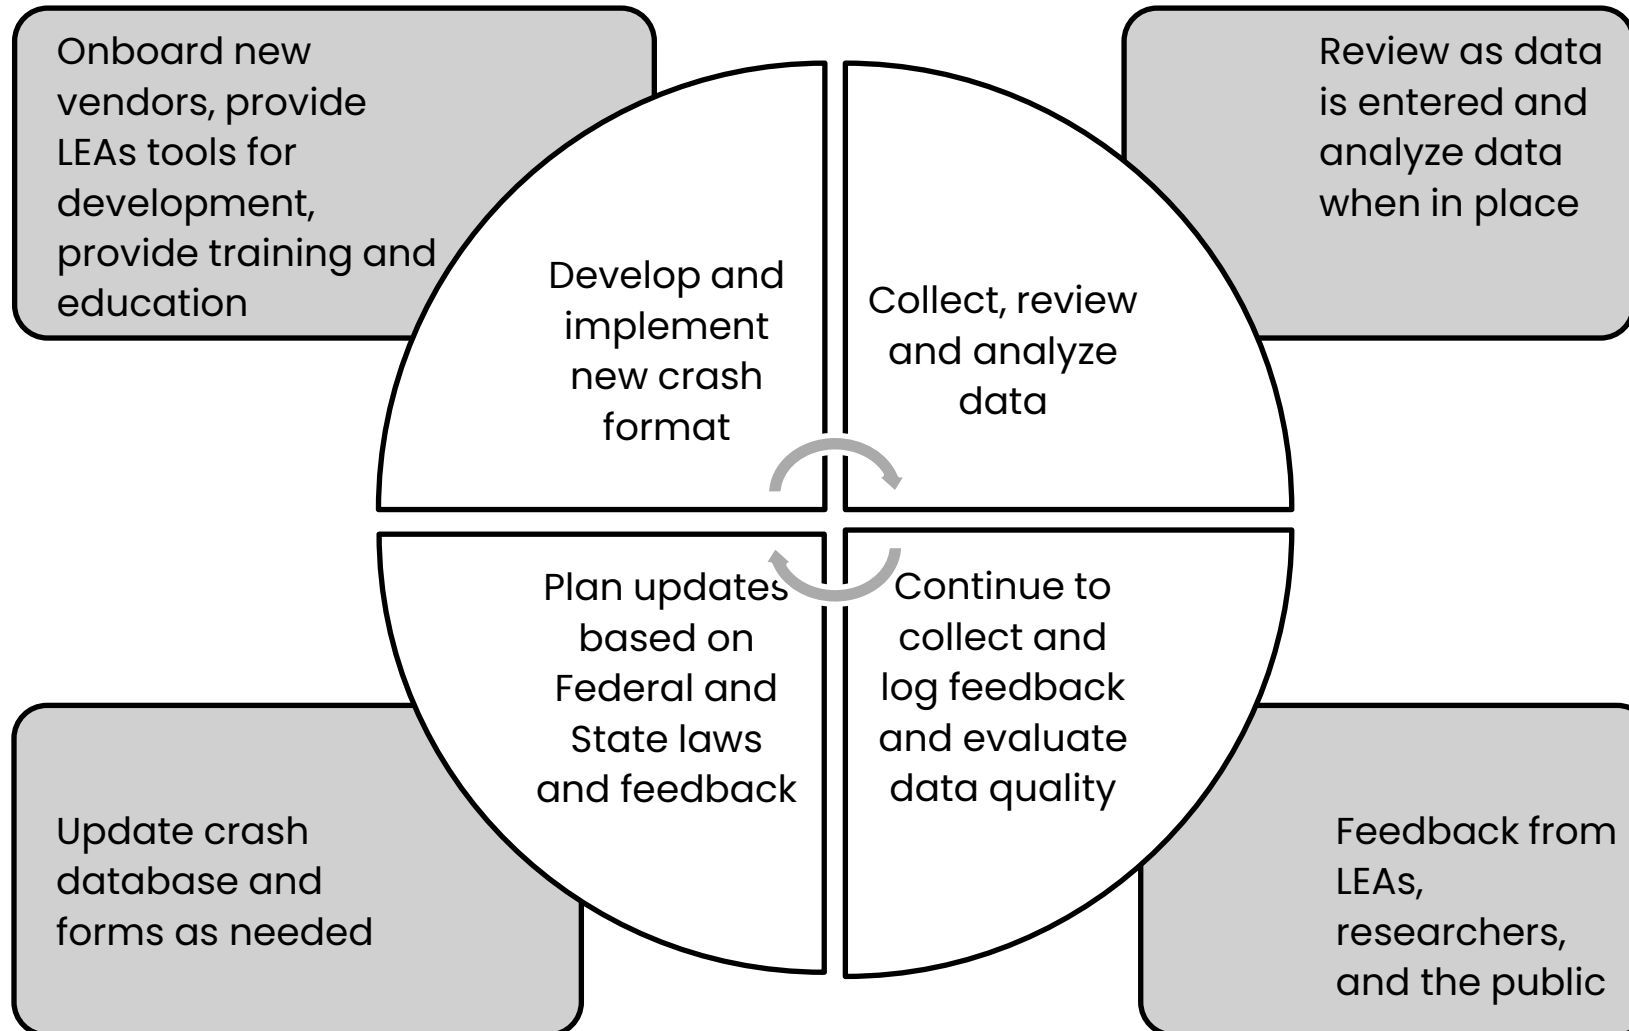 Onboard new
vendors, provide
LEAs tools for
development,
provide training and
education
Develop and
implement
new crash
format
Collect, review
and analyze
data
Review as data
is entered and
analyze data
when in place
Update crash
database and
forms as needed
Plan updates
based on
Federal and
State laws
and feedback
Continue to
collect and
log feedback
and evaluate
data quality
Feedback from
LEAs,
researchers,
and the public